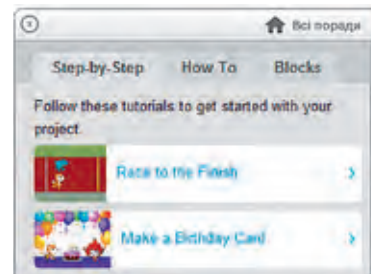 Всі поради
Step-by-Step How To Blocks
Follow these tutorials to get started with your
project.
Race to the Finish
Make a Birthday Card